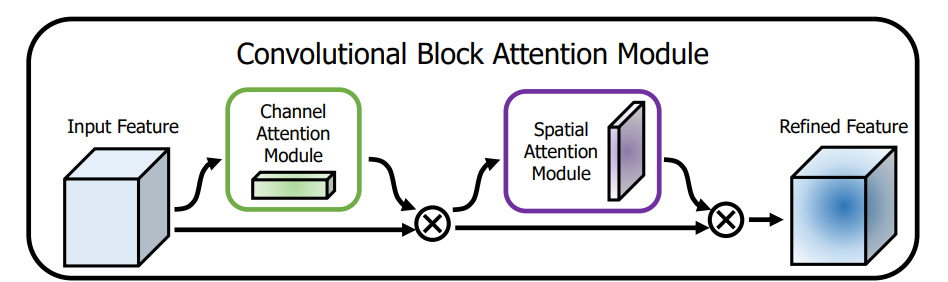 Convolutional Block Attention Module
Input Feature
Channel
Attention
Module
Spatial
Attention
Module
Refined Feature